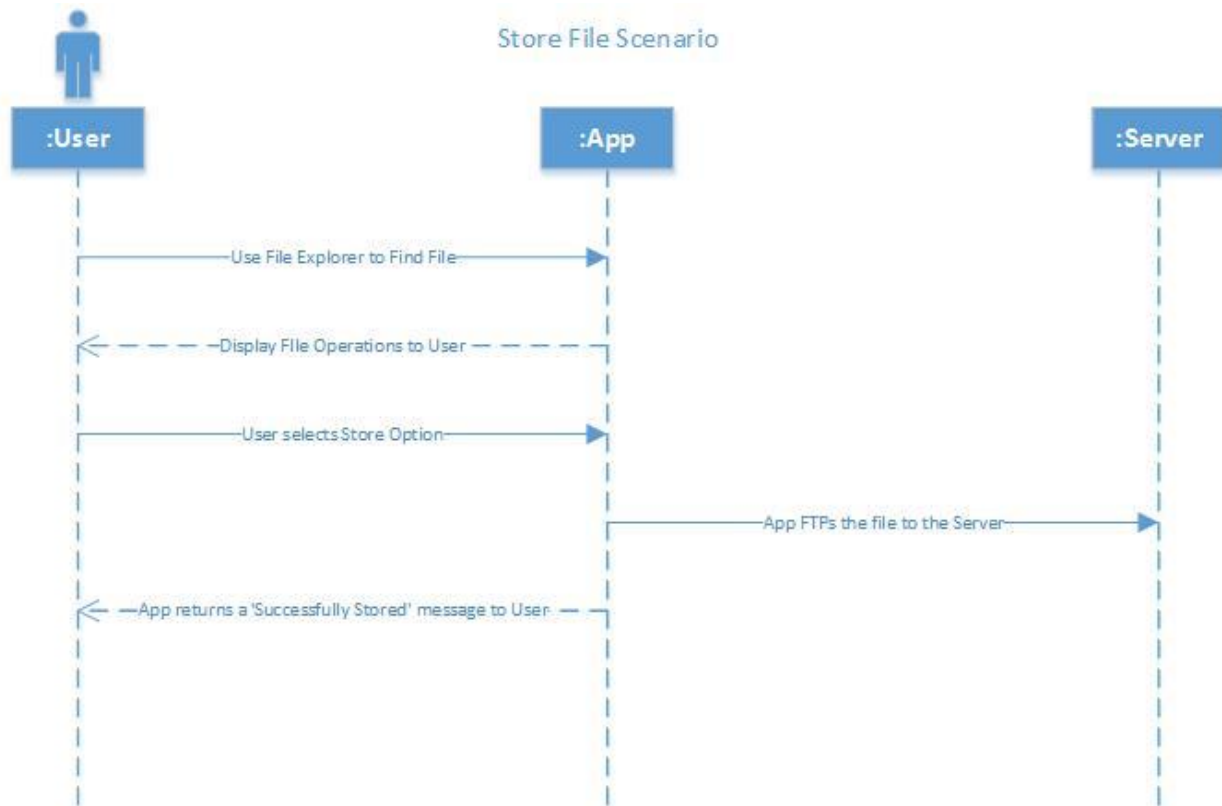 Store File Scenario
:User
:App
:Server
Use File Explorer to Find File
Display FIle Operations to User
User selects Store Option
App FTPs the file to the Server
App returns a 'Successfully Stored' message to User